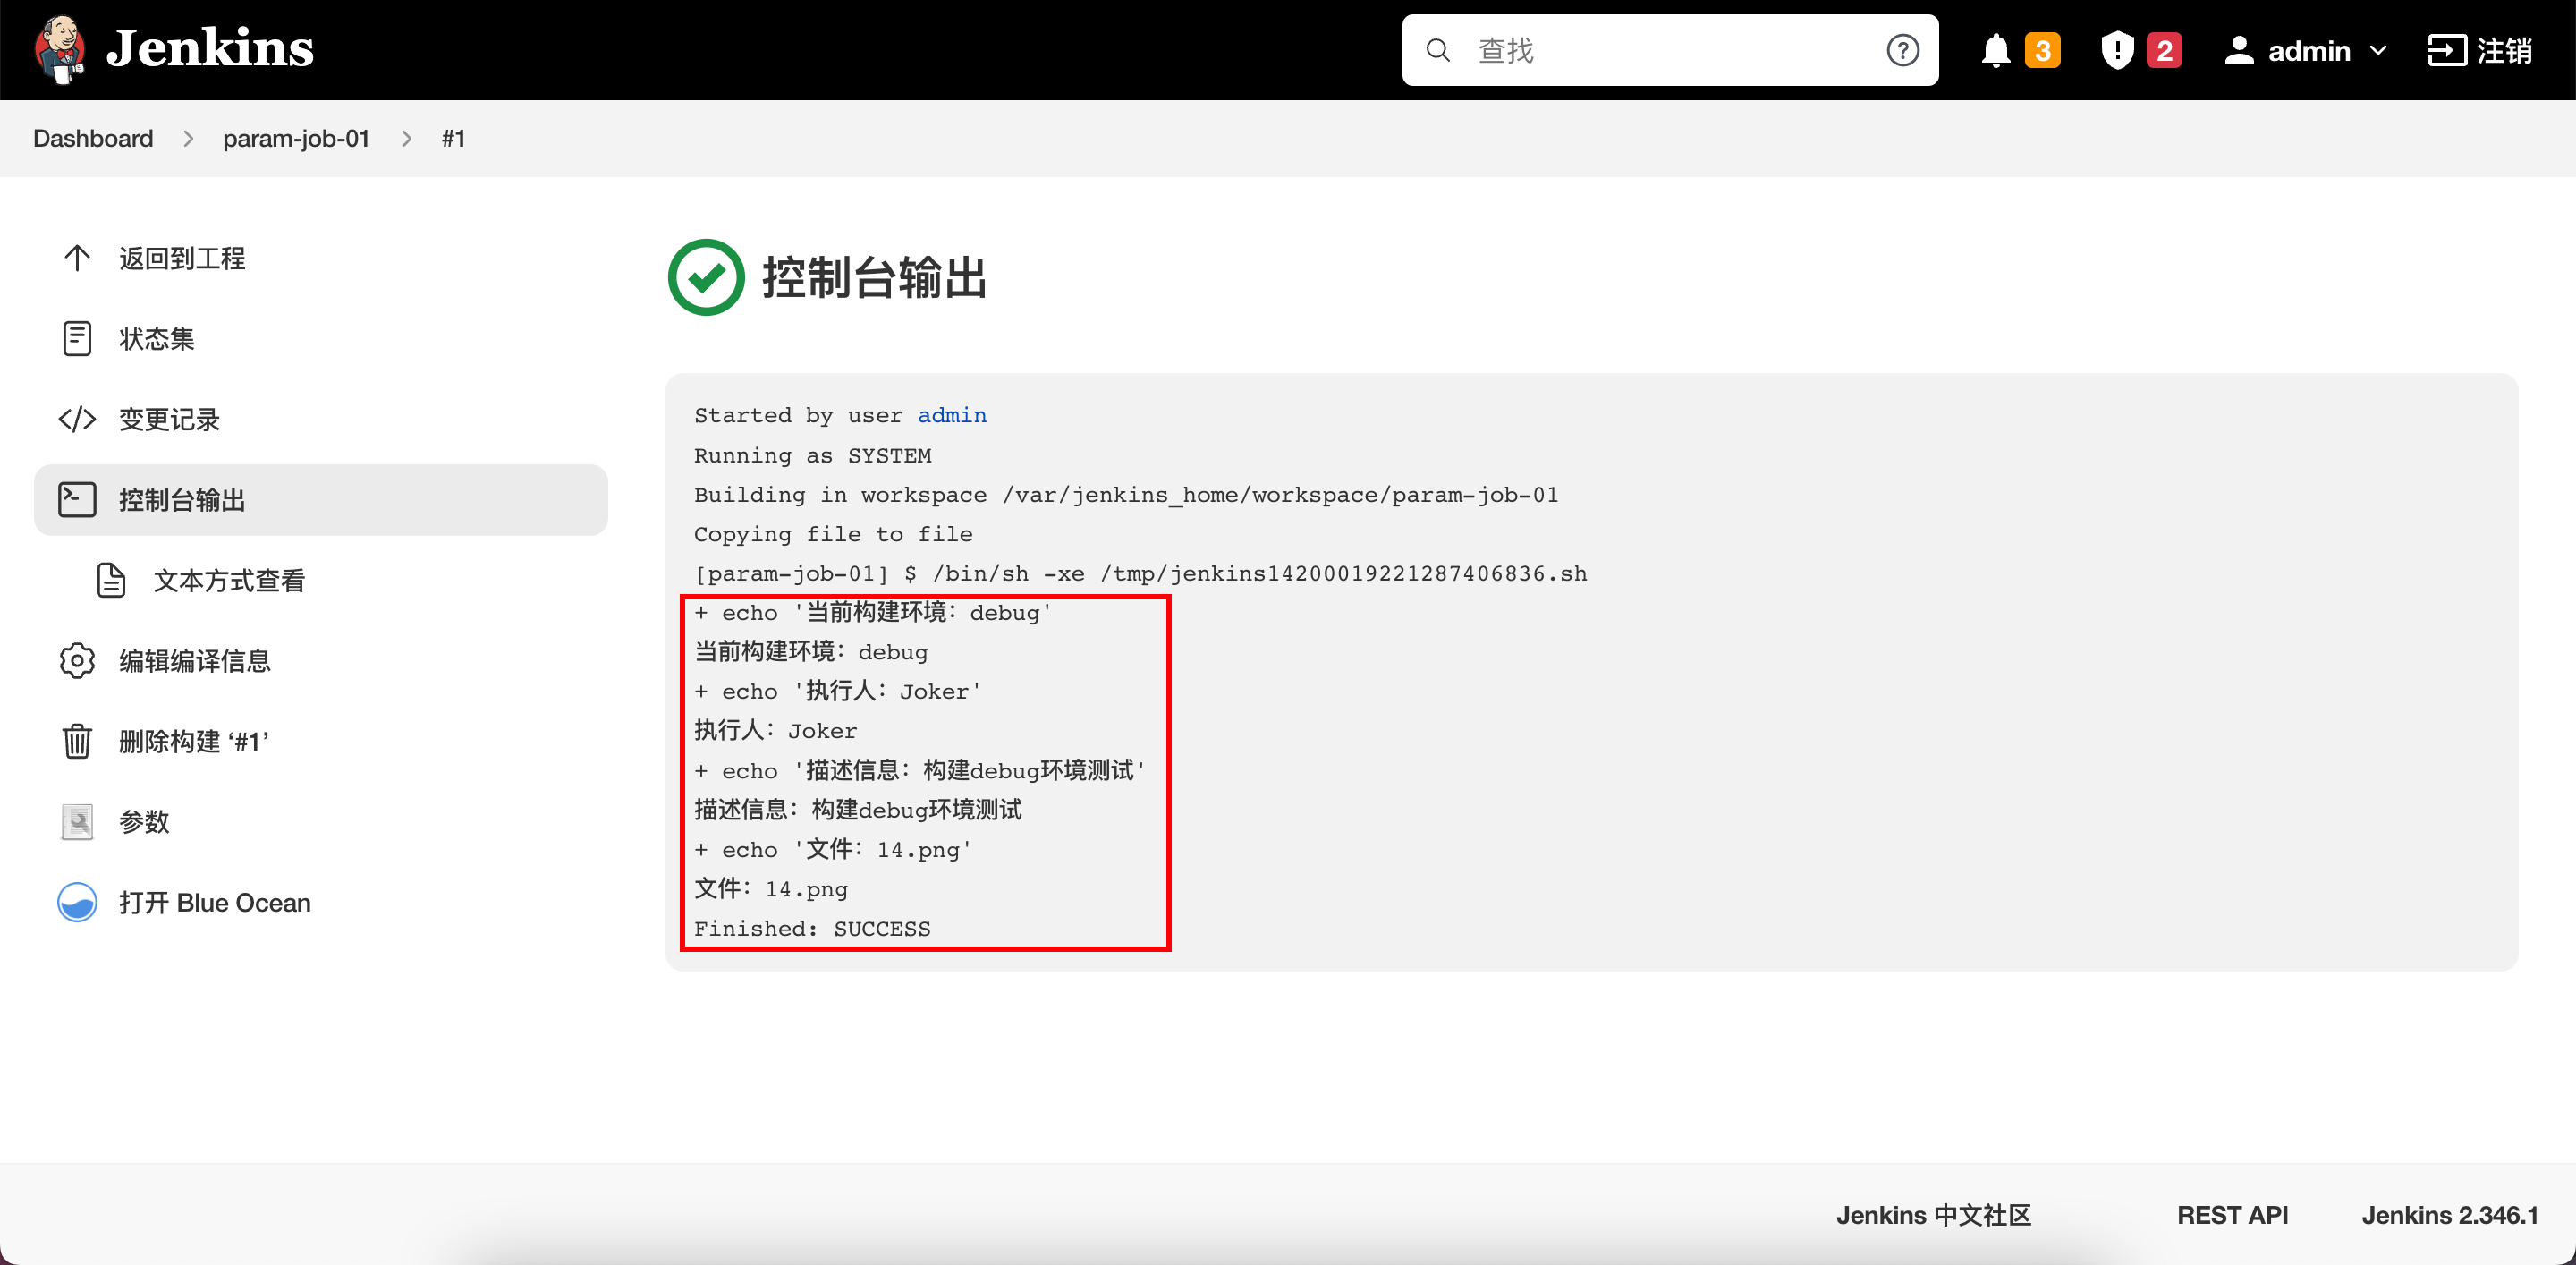 Jenkins
查找
3
2
admin
注销
Dashboard
param-job-01
#1
返回到工程
状态集
变更记录
控制台输出
文本方式查看
编辑编译信息
删除构建 ‘#1’
参数
打开 Blue Ocean
控制台输出
Started by user admin
Running as SYSTEM
Building in workspace /var/jenkins_home/workspace/param-job-01
Copying file to file
[param-job-01] $ /bin/sh -xe /tmp/jenkins14200019221287406836.sh
+ echo '当前构建环境：debug'
当前构建环境：debug
+ echo '执行人：Joker'
执行人：Joker
+ echo '描述信息：构建debug环境测试'
描述信息：构建debug环境测试
+ echo '文件：14.png'
文件：14.png
Finished: SUCCESS
Jenkins 中文社区
REST API
Jenkins 2.346.1